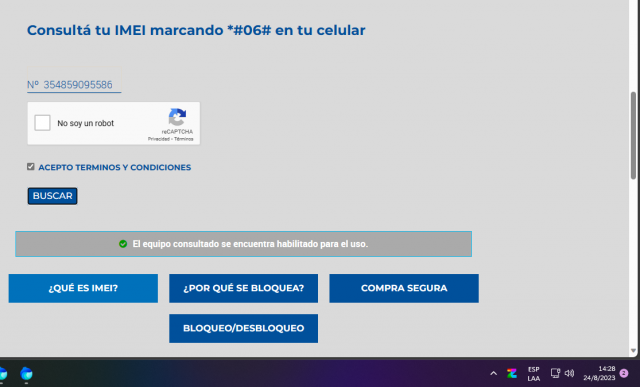 Consultá tu IMEI marcando *#06# en tu celular
Nº 354859095586
No soy un robot
reCAPTCHA
Privacidad - Términos
ACEPTO TERMINOS Y CONDICIONES
BUSCAR
El equipo consultado se encuentra habilitado para el uso.
¿QUÉ ES IMEI?
¿POR QUÉ SE BLOQUEA?
COMPRA SEGURA
BLOQUEO/DESBLOQUEO
ESP
LAA
14:28
24/8/2023
2